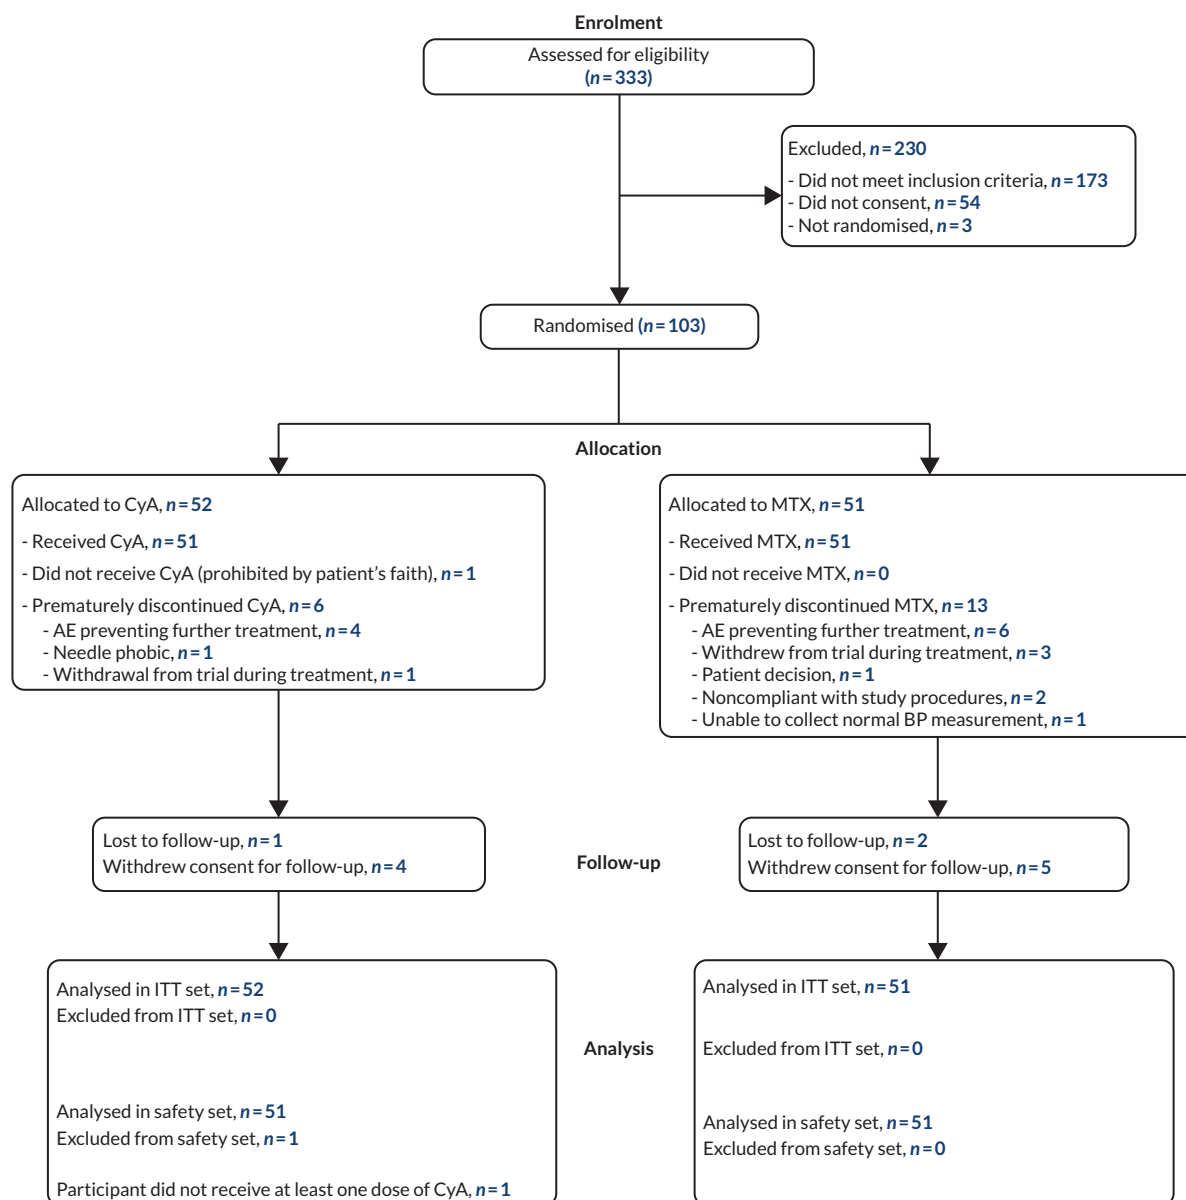 Enrolment
Assessed for eligibility
(n=333)
Excluded, n=230
- Did not meet inclusion criteria, n=173
- Did not consent, n=54
- Not randomised, n=3
Randomised (n=103)
Allocation
Allocated to CyA, n=52
- Received CyA, n=51
- Did not receive CyA (prohibited by patient's faith), n=1
- Prematurely discontinued CyA, n=6
- AE preventing further treatment, n=4
- Needle phobic, n=1
- Withdrawal from trial during treatment, n=1
Allocated to MTX, n=51
- Received MTX, n=51
- Did not receive MTX, n=0
- Prematurely discontinued MTX, n=13
- AE preventing further treatment, n=6
- Withdrew from trial during treatment, n=3
- Patient decision, n=1
- Noncompliant with study procedures, n=2
- Unable to collect normal BP measurement, n=1
Lost to follow-up, n=1
Withdrew consent for follow-up, n=4
Follow-up
Lost to follow-up, n=2
Withdrew consent for follow-up, n=5
Analysed in ITT set, n=52
Excluded from ITT set, n=0
Analysed in safety set, n=51
Excluded from safety set, n=1
Participant did not receive at least one dose of CyA, n=1
Analysis
Analysed in ITT set, n=51
Excluded from ITT set, n=0
Analysed in safety set, n=51
Excluded from safety set, n=0